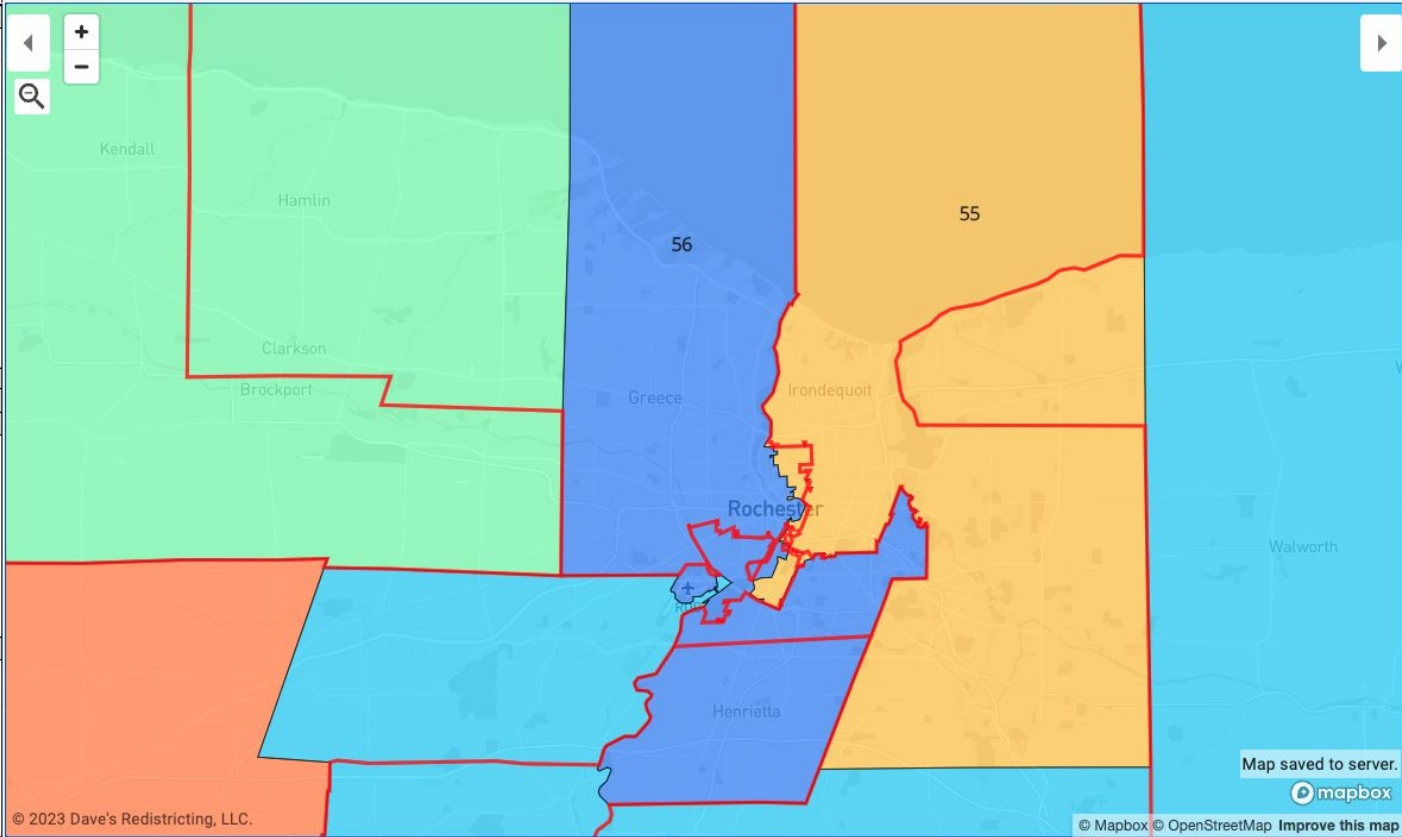 +
−
Kendall
Hamlin
55
56
Clarkson
Brockport
Greece
Irondequoit
Rochester
Walworth
Henrietta
Map saved to server.
mapbox
© 2023 Dave's Redistricting, LLC.
© Mapbox © OpenStreetMap Improve this map